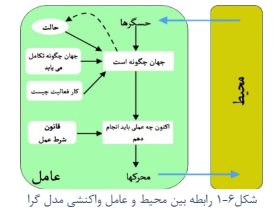 حسگرها
حالت
جهان چگونه تکامل
می یابد
جهان چگونه است
کار فعالیت چیست
محیط
قانون
شرط عمل
اکنون چه عملی باید انجام
دهم
عامل
محرکها
شکل۶-۱ رابطه بین محیط و عامل واکنشی مدل گرا